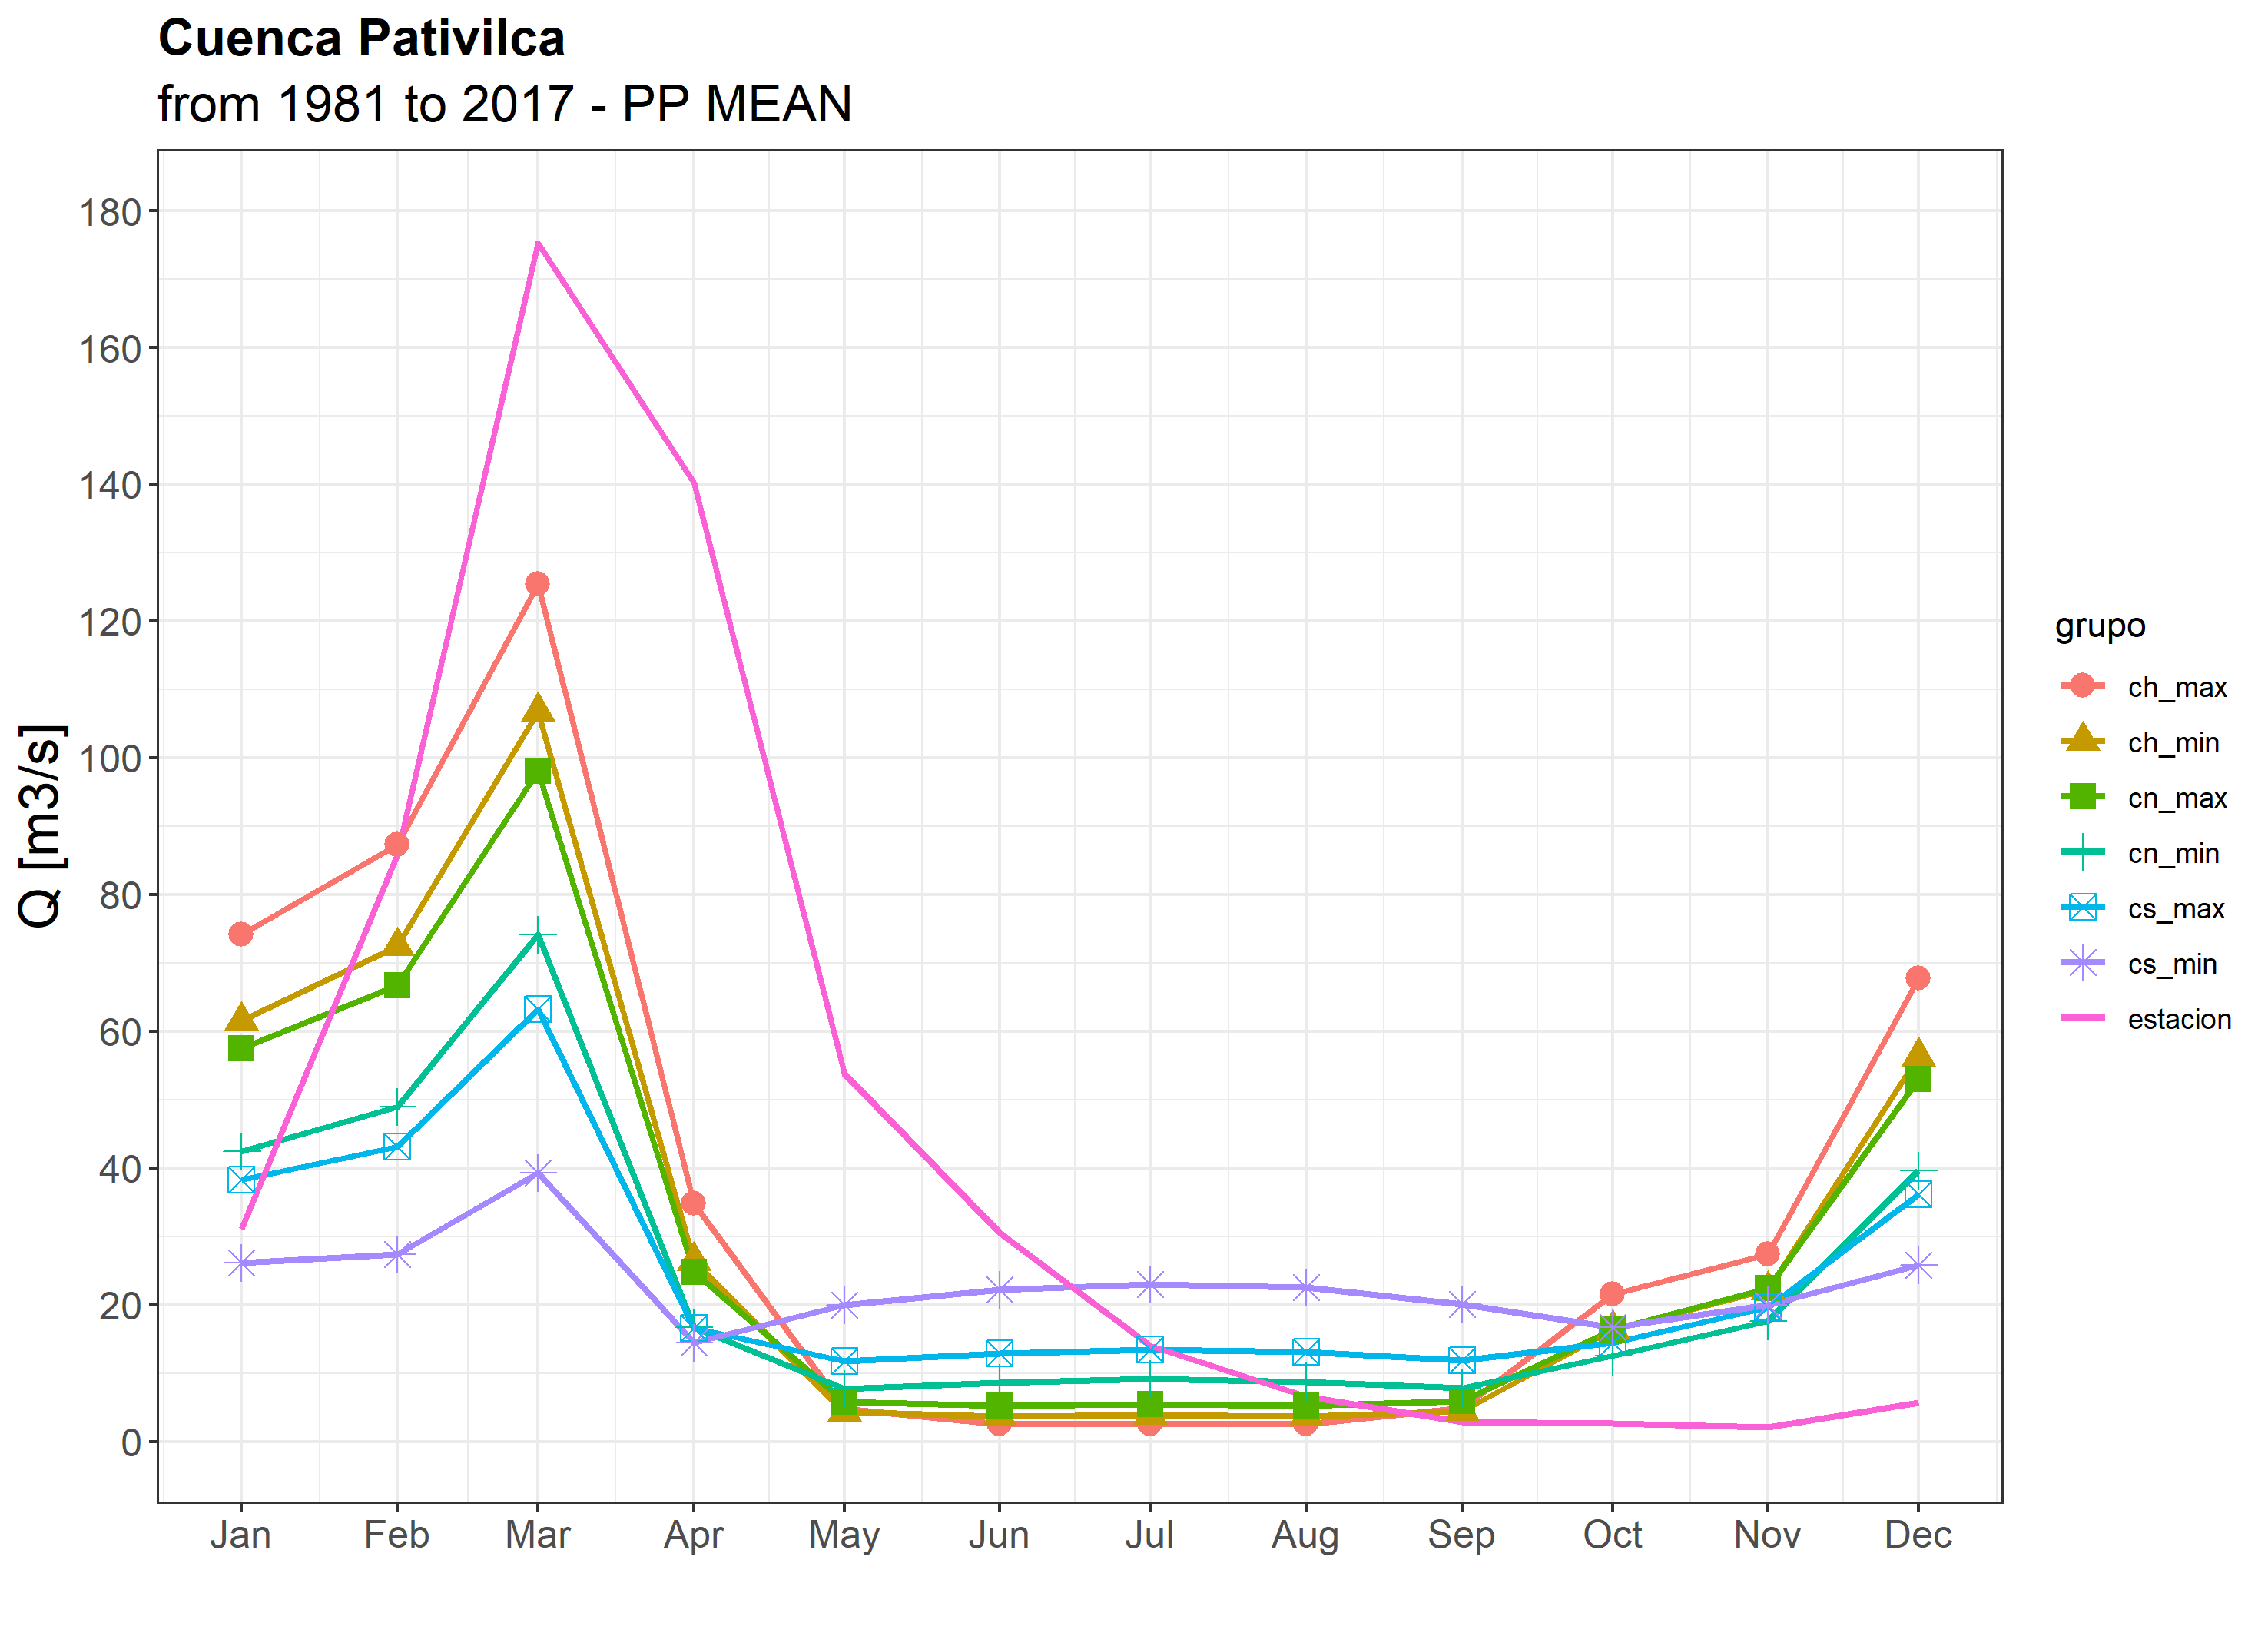 Cuenca Pativilca
from 1981 to 2017 - PP MEAN
Q [m3/s]
180
160
140
120
100
80
60
40
20
0
Jan Feb Mar Apr May Jun Jul Aug Sep Oct Nov Dec
grupo
ch_max
ch_min
cn_max
cn_min
cs_max
cs_min
estacion